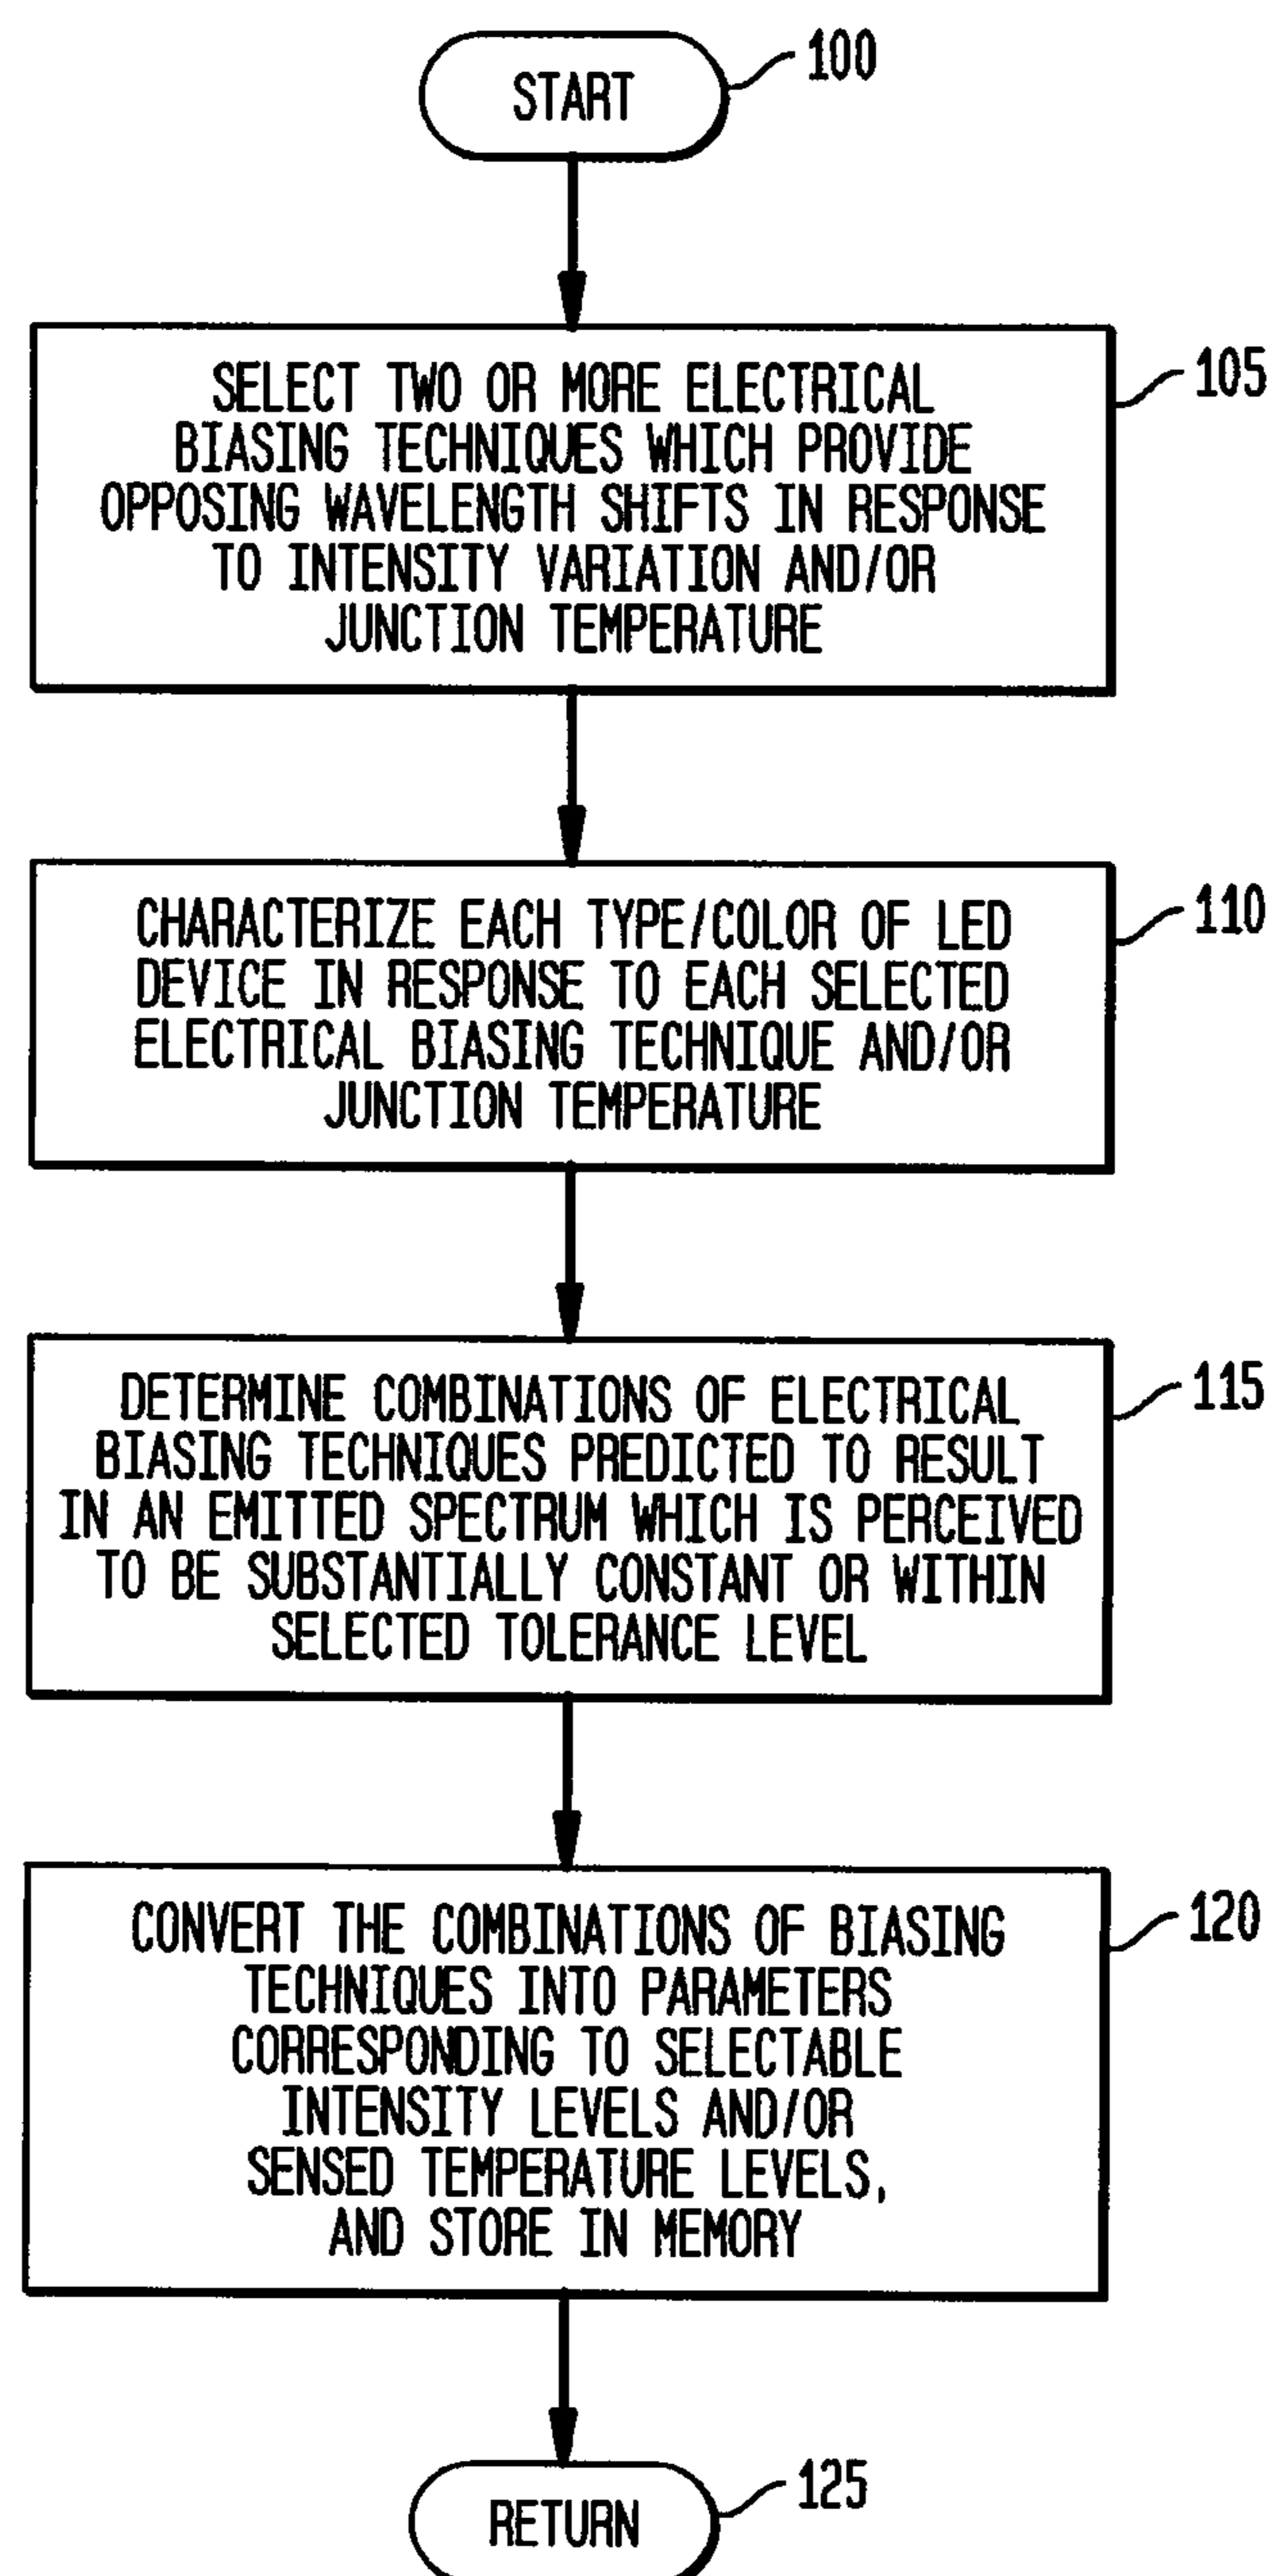 START
100
SELECT TWO OR MORE ELECTRICAL
BIASING TECHNIQUES WHICH PROVIDE
OPPOSING WAVELENGTH SHIFTS IN RESPONSE
TO INTENSITY VARIATION AND/OR
JUNCTION TEMPERATURE
105
CHARACTERIZE EACH TYPE/COLOR OF LED
DEVICE IN RESPONSE TO EACH SELECTED
ELECTRICAL BIASING TECHNIQUE AND/OR
JUNCTION TEMPERATURE
110
DETERMINE COMBINATIONS OF ELECTRICAL
BIASING TECHNIQUES PREDICTED TO RESULT
IN AN EMITTED SPECTRUM WHICH IS PERCEIVED
TO BE SUBSTANTIALLY CONSTANT OR WITHIN
SELECTED TOLERANCE LEVEL
115
CONVERT THE COMBINATIONS OF BIASING
TECHNIQUES INTO PARAMETERS
CORRESPONDING TO SELECTABLE
INTENSITY LEVELS AND/OR
SENSED TEMPERATURE LEVELS,
AND STORE IN MEMORY
120
RETURN
125